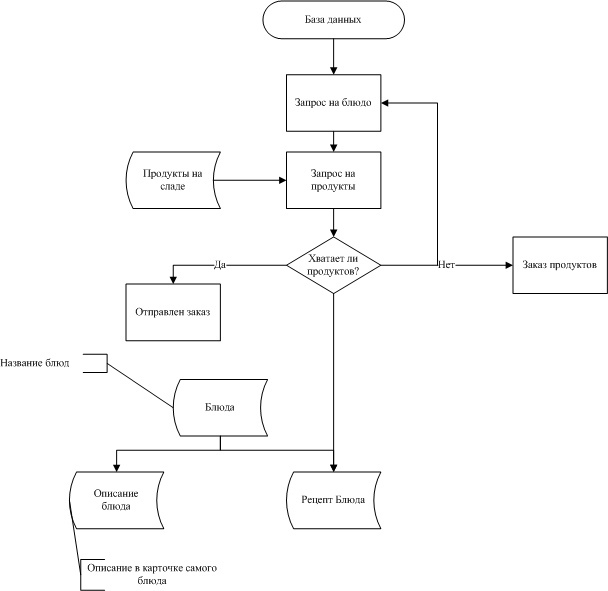 База данных
Запрос на блюдо
Продукты на
сладе
Запрос на
продукты
Хватает ли
продуктов?
Да
Нет
Заказ продуктов
Отправлен заказ
Название блюд
Блюда
Описание
блюда
Рецепт Блюда
Описание в карточке самого
блюда